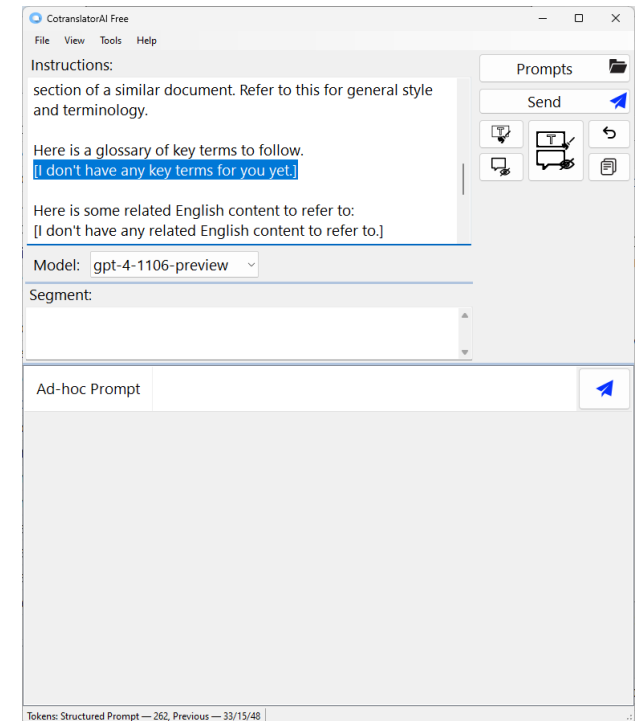 CotranslatorAI Free
File View Tools Help
Instructions:
section of a similar document. Refer to this for general style
and terminology.
Here is a glossary of key terms to follow.
[I don't have any key terms for you yet.]
Here is some related English content to refer to:
[I don't have any related English content to refer to.]
Prompts
Send
Model: gpt-4-1106-preview
Segment:
Ad-hoc Prompt
Tokens: Structured Prompt — 262, Previous — 33/15/48